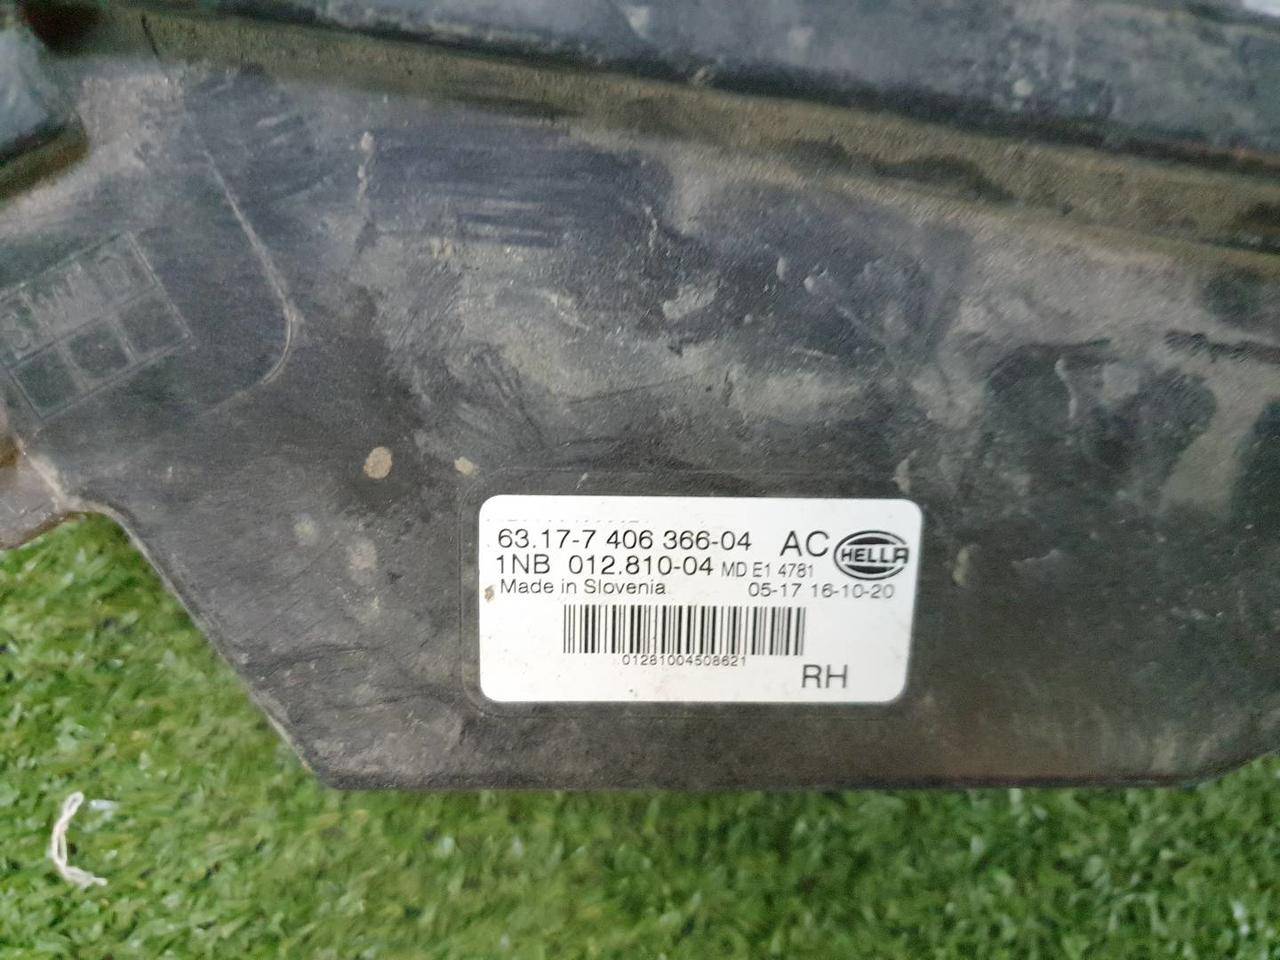 63.17-7 406 366-04 AC
HELLA
1NB 012.810-04 MD E1 4781
Made in Slovenia 05-17 16-10-20
01281004508621
RH